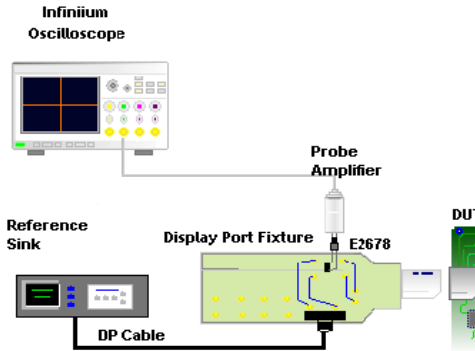 Infiniium
Oscilloscope
Probe
Amplifier
DUT
Reference
Sink
Display Port Fixture
E2678
DP Cable